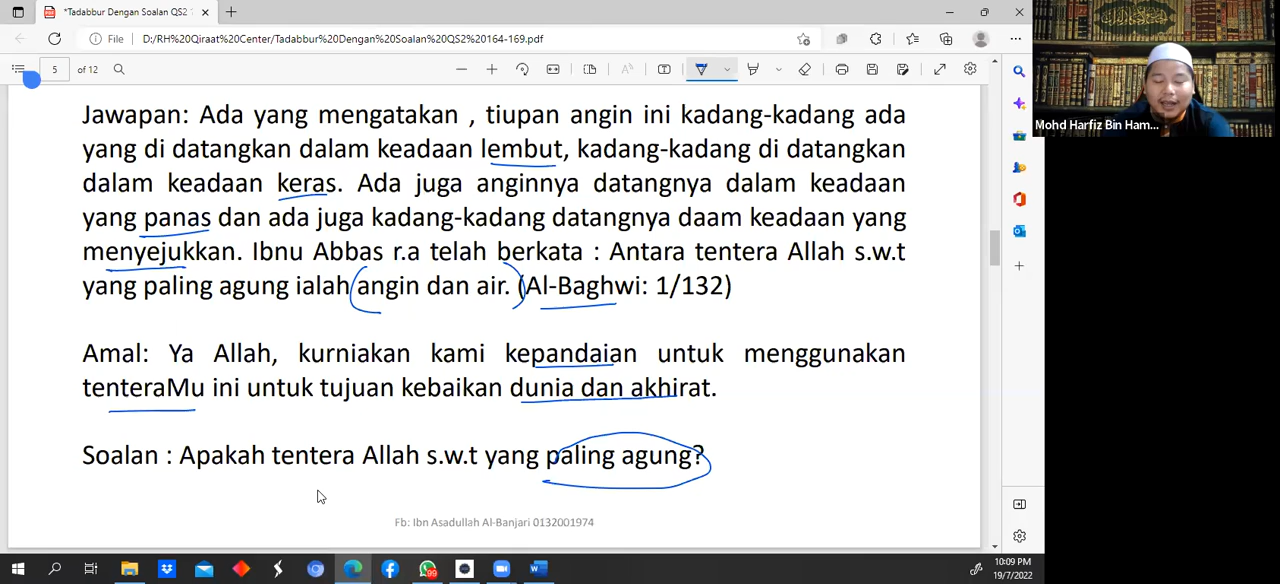 *Tadabbur Dengan Soalan QS2
File
D:/RH%20Qiraat%20Center/Tadabbur%20Dengan%20Soalan%20QS2%20164-169.pdf
5 of 12
Mohd Harfiz Bin Ham...
Jawapan: Ada yang mengatakan , tiupan angin ini kadang-kadang ada
yang di datangkan dalam keadaan lembut, kadang-kadang di datangkan
dalam keadaan keras. Ada juga anginnya datangnya dalam keadaan
yang panas dan ada juga kadang-kadang datangnya daam keadaan yang
menyejukkan. Ibnu Abbas r.a telah berkata : Antara tentera Allah s.w.t
yang paling agung ialah angin dan air. (Al-Baghwi: 1/132)
Amal: Ya Allah, kurniakan kami kepandaian untuk menggunakan
tenteraMu ini untuk tujuan kebaikan dunia dan akhirat.
Soalan : Apakah tentera Allah s.w.t yang paling agung?
Fb: Ibn Asadullah Al-Banjari 0132001974
99
10:09 PM
19/7/2022